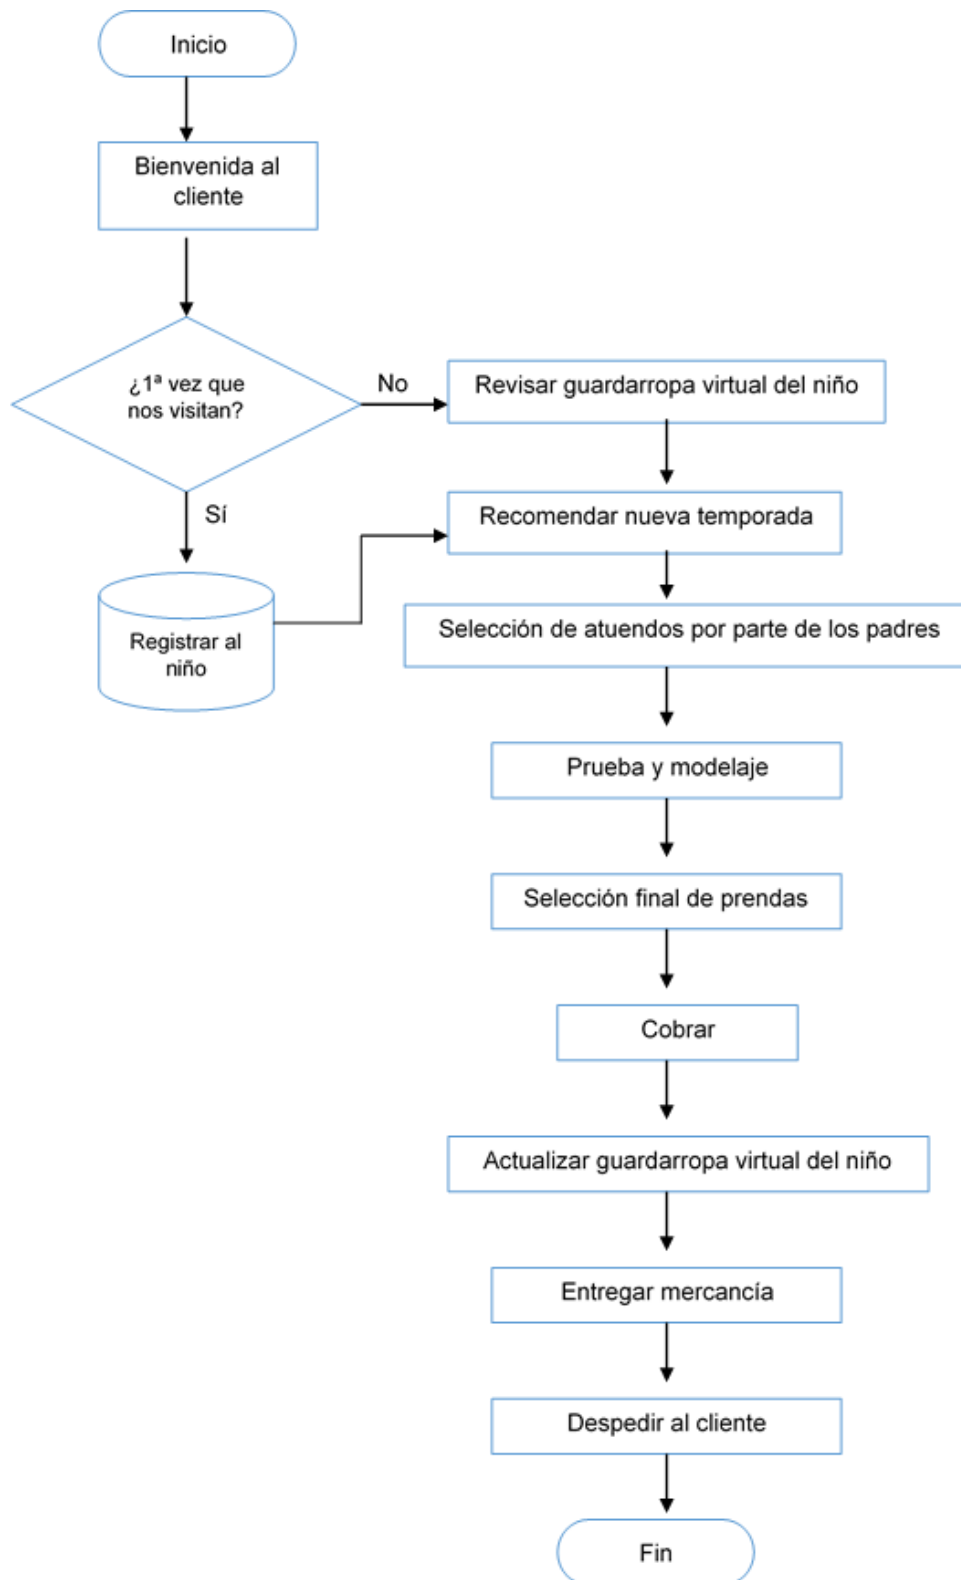 Inicio
Bienvenida al
cliente
¿1ª vez que
nos visitan?
No
Revisar guardarropa virtual del niño
Sí
Recomendar nueva temporada
Registrar al
niño
Selección de atuendos por parte de los padres
Prueba y modelaje
Selección final de prendas
Cobrar
Actualizar guardarropa virtual del niño
Entregar mercancía
Despedir al cliente
Fin